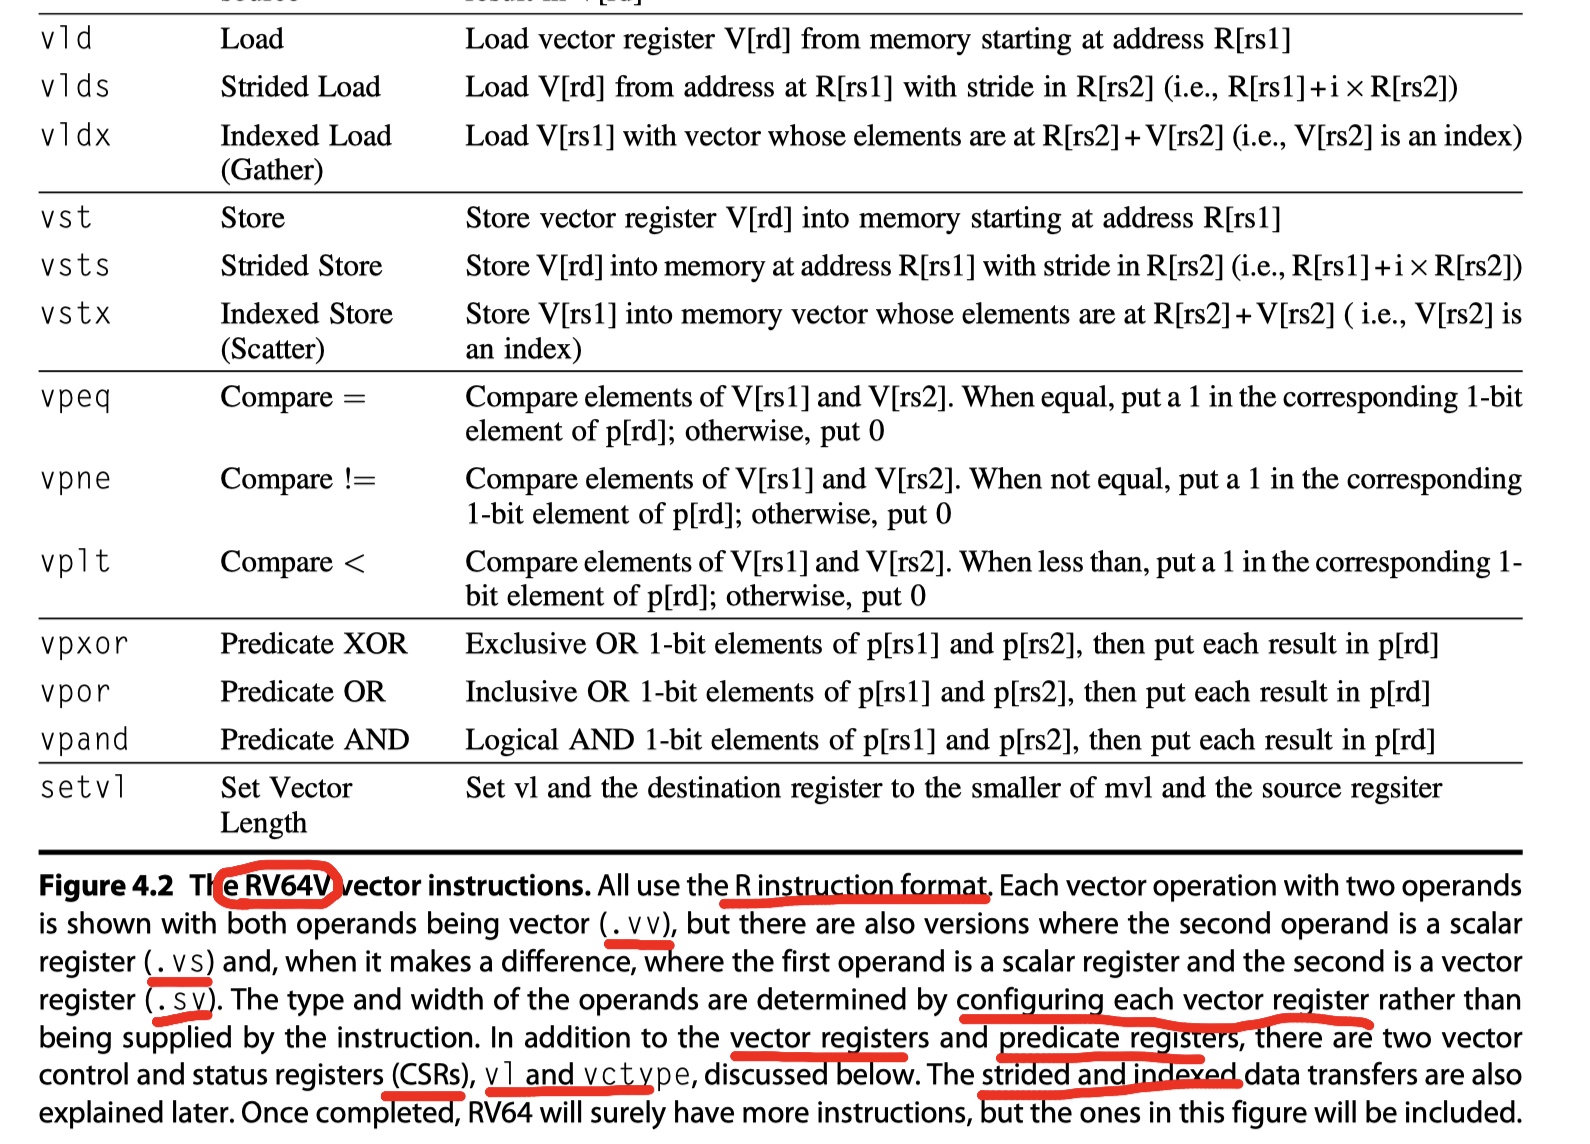 vld Load Load vector register V[rd] from memory starting at address R[rs1]
vlds Strided Load Load V[rd] from address at R[rs1] with stride in R[rs2] (i.e., R[rs1]+i × R[rs2])
vldx Indexed Load Load V[rs1] with vector whose elements are at R[rs2]+V[rs2] (i.e., V[rs2] is an index)
(Gather)
vst Store Store vector register V[rd] into memory starting at address R[rs1]
vsts Strided Store Store V[rd] into memory at address R[rs1] with stride in R[rs2] (i.e., R[rs1]+i × R[rs2])
vstx Indexed Store Store V[rs1] into memory vector whose elements are at R[rs2]+V[rs2] ( i.e., V[rs2] is
(Scatter) an index)
vpeq Compare = Compare elements of V[rs1] and V[rs2]. When equal, put a 1 in the corresponding 1-bit
element of p[rd]; otherwise, put 0
vpne Compare != Compare elements of V[rs1] and V[rs2]. When not equal, put a 1 in the corresponding
1-bit element of p[rd]; otherwise, put 0
vplt Compare < Compare elements of V[rs1] and V[rs2]. When less than, put a 1 in the corresponding 1-
bit element of p[rd]; otherwise, put 0
vpxor Predicate XOR Exclusive OR 1-bit elements of p[rs1] and p[rs2], then put each result in p[rd]
vpor Predicate OR Inclusive OR 1-bit elements of p[rs1] and p[rs2], then put each result in p[rd]
vpand Predicate AND Logical AND 1-bit elements of p[rs1] and p[rs2], then put each result in p[rd]
setvl Set Vector Set vl and the destination register to the smaller of mvl and the source regsiter
Length
Figure 4.2 The RV64V vector instructions. All use the R instruction format. Each vector operation with two operands
is shown with both operands being vector (.vv), but there are also versions where the second operand is a scalar
register (.vs) and, when it makes a difference, where the first operand is a scalar register and the second is a vector
register (.sv). The type and width of the operands are determined by configuring each vector register rather than
being supplied by the instruction. In addition to the vector registers and predicate registers, there are two vector
control and status registers (CSRs), vl and vctype, discussed below. The strided and indexed data transfers are also
explained later. Once completed, RV64 will surely have more instructions, but the ones in this figure will be included.